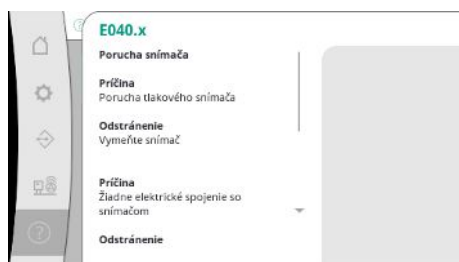 E040.x
Porucha snímača
Príčina
Porucha tlakového snímača
Odstránenie
Vymeňte snímač
Príčina
Žiadne elektrické spojenie so
snímačom
Odstránenie